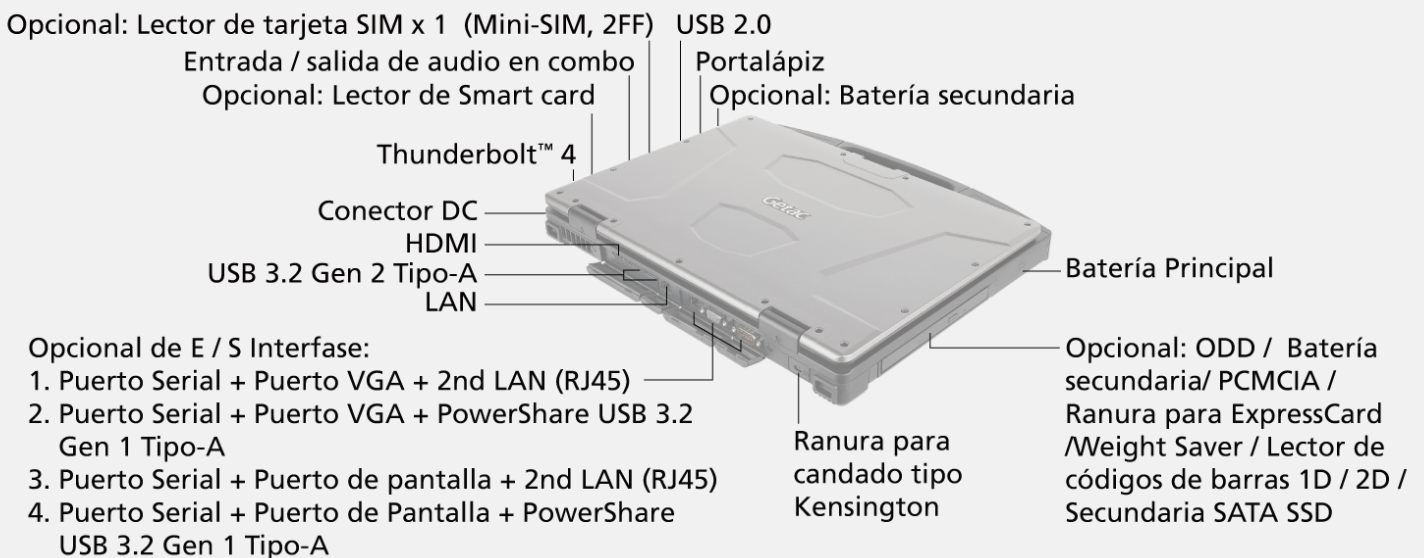 Opcional: Lector de tarjeta SIM x 1 (Mini-SIM, 2FF)
USB 2.0
Entrada / salida de audio en combo
Portalápiz
Opcional: Lector de Smart card
Opcional: Batería secundaria
Thunderbolt™ 4
Conector DC
HDMI
USB 3.2 Gen 2 Tipo-A
LAN
Getac
Batería Principal
Opcional de E / S Interfase:
1. Puerto Serial + Puerto VGA + 2nd LAN (RJ45)
2. Puerto Serial + Puerto VGA + PowerShare USB 3.2
Gen 1 Tipo-A
3. Puerto Serial + Puerto de pantalla + 2nd LAN (RJ45)
4. Puerto Serial + Puerto de Pantalla + PowerShare
USB 3.2 Gen 1 Tipo-A
Ranura para
candado tipo
Kensington
Opcional: ODD / Batería
secundaria/ PCMCIA /
Ranura para ExpressCard
/Weight Saver / Lector de
códigos de barras 1D / 2D /
Secundaria SATA SSD